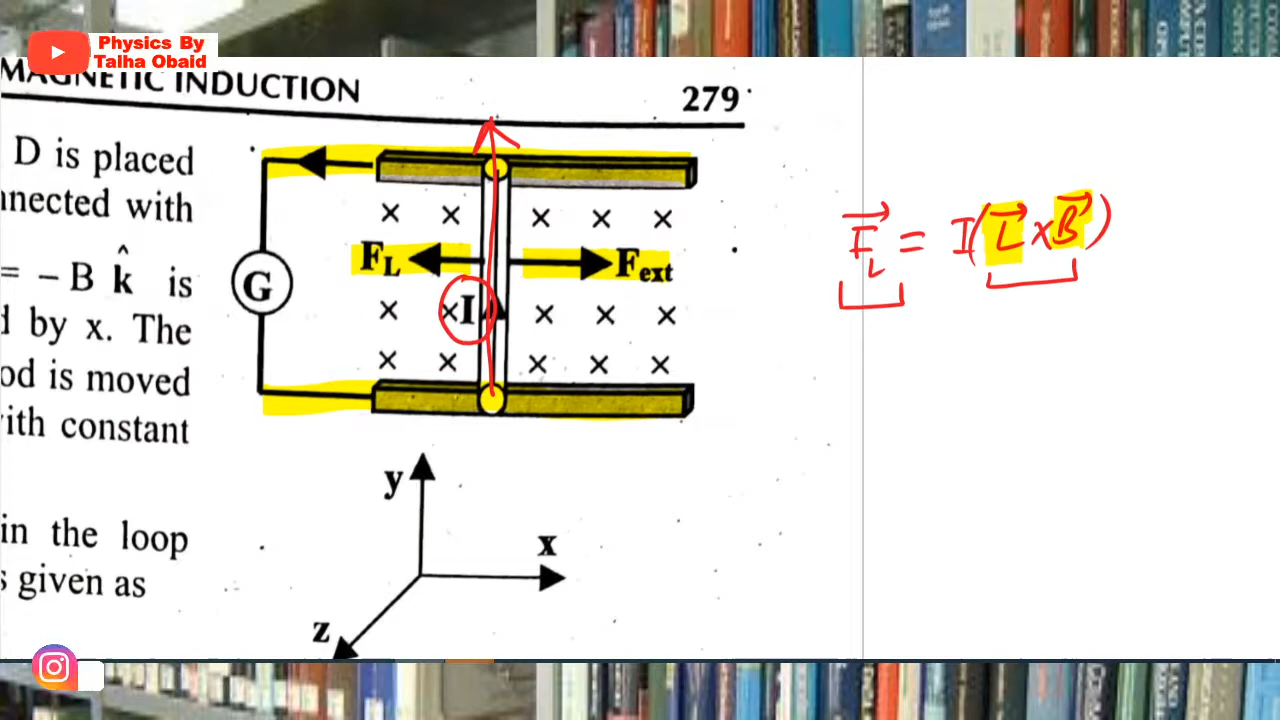 Physics By
Talha Obaid
MAGNETIC INDUCTION 279
D is placed
nnected with
= − B k̂ is
d by x. The
od is moved
with constant
in the loop
s given as
× × × × ×
F_L F_ext
G
× × I × × ×
× × × × ×
y
x
z
F⃗_L = I(L⃗ × B⃗)